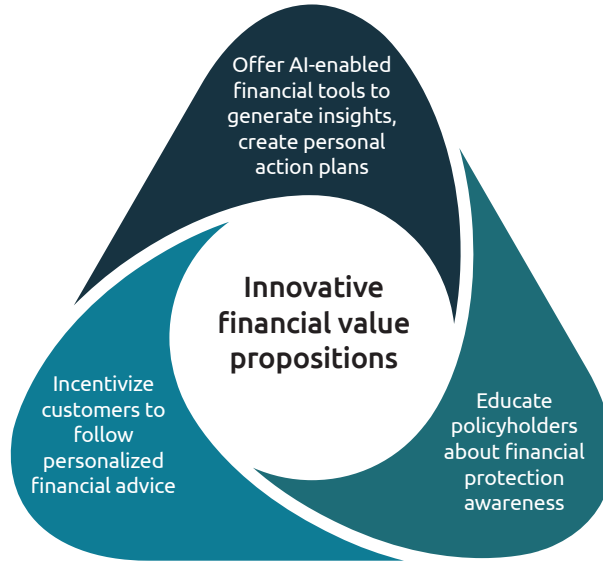 Offer AI-enabled
financial tools to
generate insights,
create personal
action plans
Innovative
financial value
propositions
Incentivize
customers to
follow
personalized
financial advice
Educate
policyholders
about financial
protection
awareness